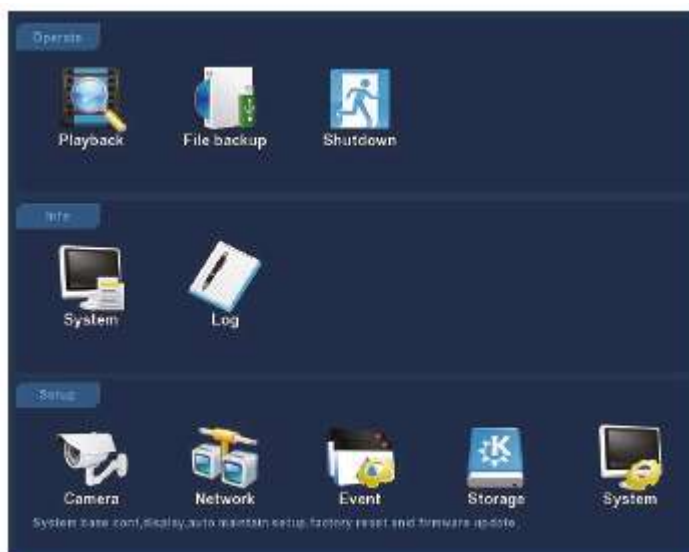 Operate
Playback File backup Shutdown
Info
System Log
Setup
Camera Network Event Storage System
System base conf,display,auto maintain setup,factory reset and firmware update.